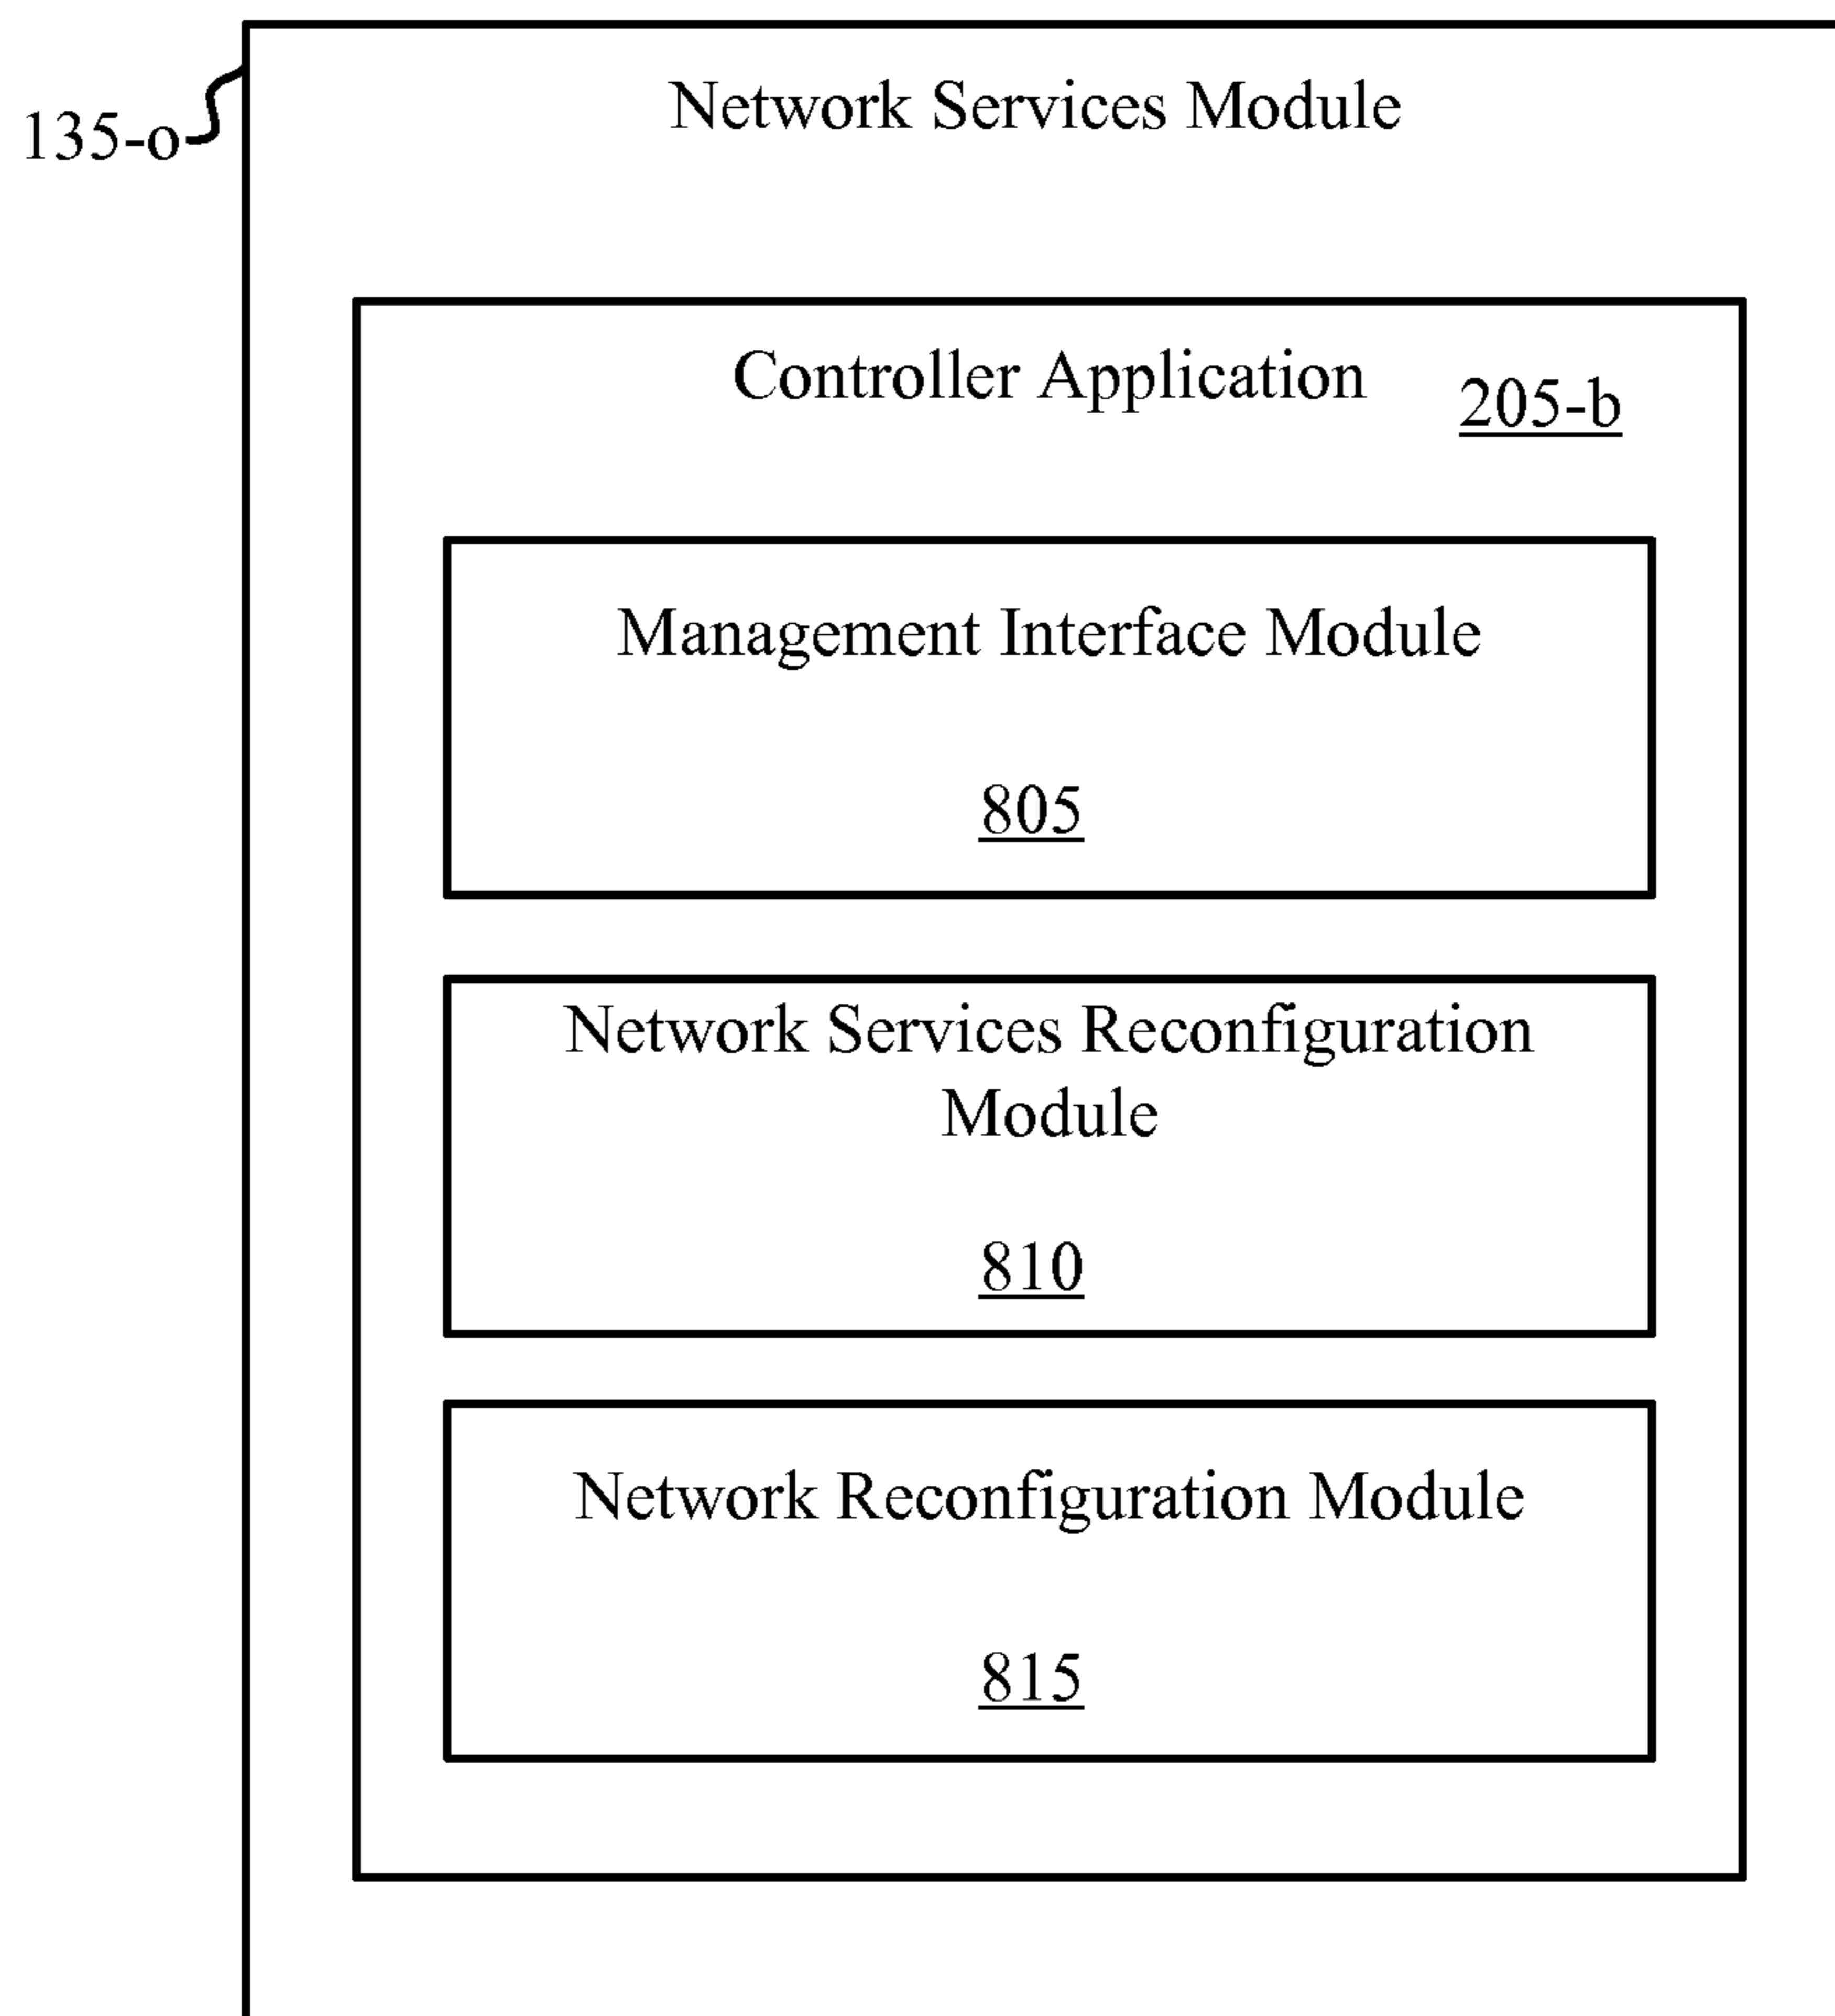 Network Services Module
135-o
Controller Application
205-b
Management Interface Module
805
Network Services Reconfiguration
Module
810
Network Reconfiguration Module
815